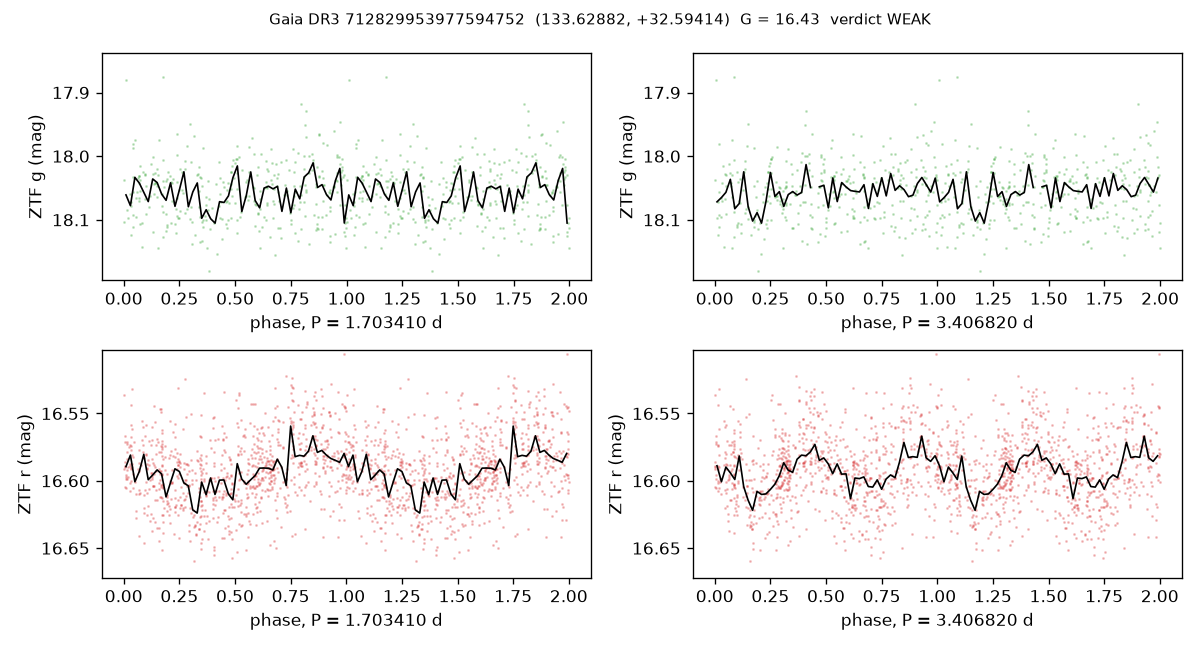 Gaia DR3 712829953977594752  (133.62882, +32.59414)  G = 16.43  verdict WEAK
ZTF g (mag)
17.9
18.0
18.1
0.00 0.25 0.50 0.75 1.00 1.25 1.50 1.75 2.00
phase, P = 1.703410 d
ZTF g (mag)
17.9
18.0
18.1
0.00 0.25 0.50 0.75 1.00 1.25 1.50 1.75 2.00
phase, P = 3.406820 d
ZTF r (mag)
16.55
16.60
16.65
0.00 0.25 0.50 0.75 1.00 1.25 1.50 1.75 2.00
phase, P = 1.703410 d
ZTF r (mag)
16.55
16.60
16.65
0.00 0.25 0.50 0.75 1.00 1.25 1.50 1.75 2.00
phase, P = 3.406820 d